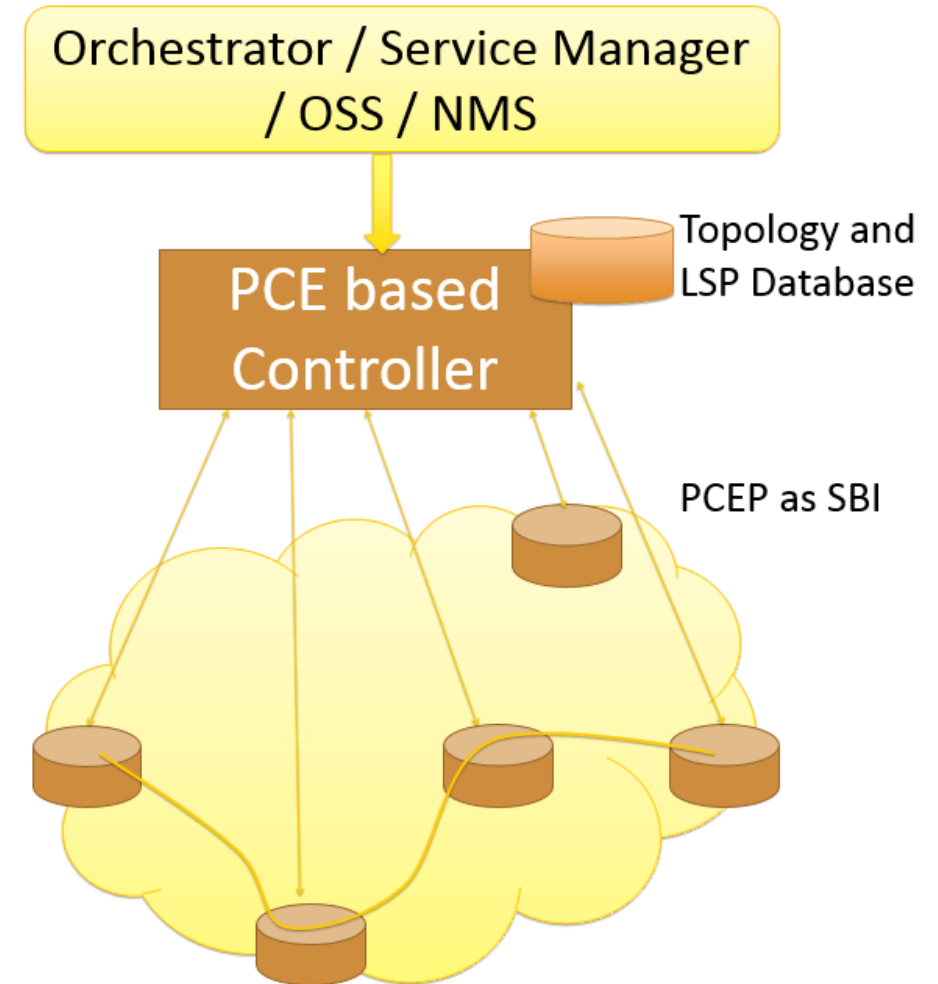 Orchestrator / Service Manager
/ OSS / NMS
Topology and
LSP Database
PCE based
Controller
PCEP as SBI